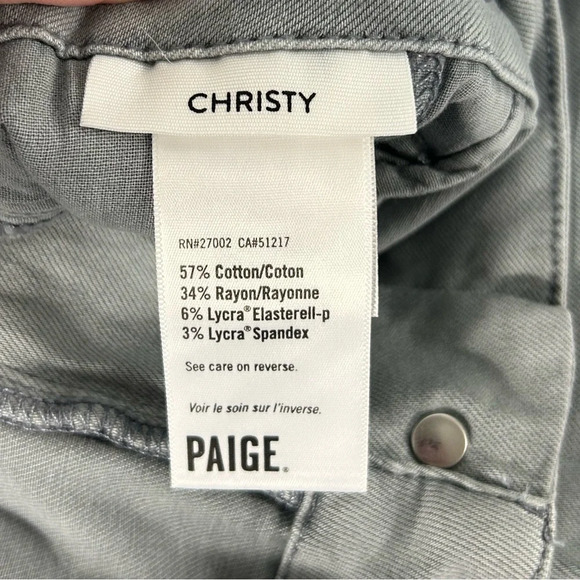 CHRISTY
RN#27002 CA#51217
57% Cotton/Coton
34% Rayon/Rayonne
6% Lycra® Elasterell-p
3% Lycra® Spandex
See care on reverse.
Voir le soin sur l'inverse.
PAIGE®